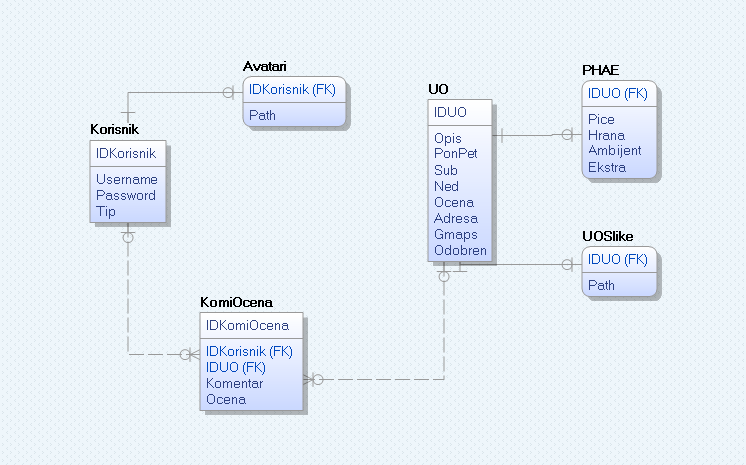 Avatari
IDKorisnik (FK)
Path
Korisnik
IDKorisnik
Username
Password
Tip
UO
IDUO
Opis
PonPet
Sub
Ned
Ocena
Adresa
Gmaps
Odobren
PHAE
IDUO (FK)
Pice
Hrana
Ambijent
Ekstra
UOSlike
IDUO (FK)
Path
KomiOcena
IDKomiOcena
IDKorisnik (FK)
IDUO (FK)
Komentar
Ocena